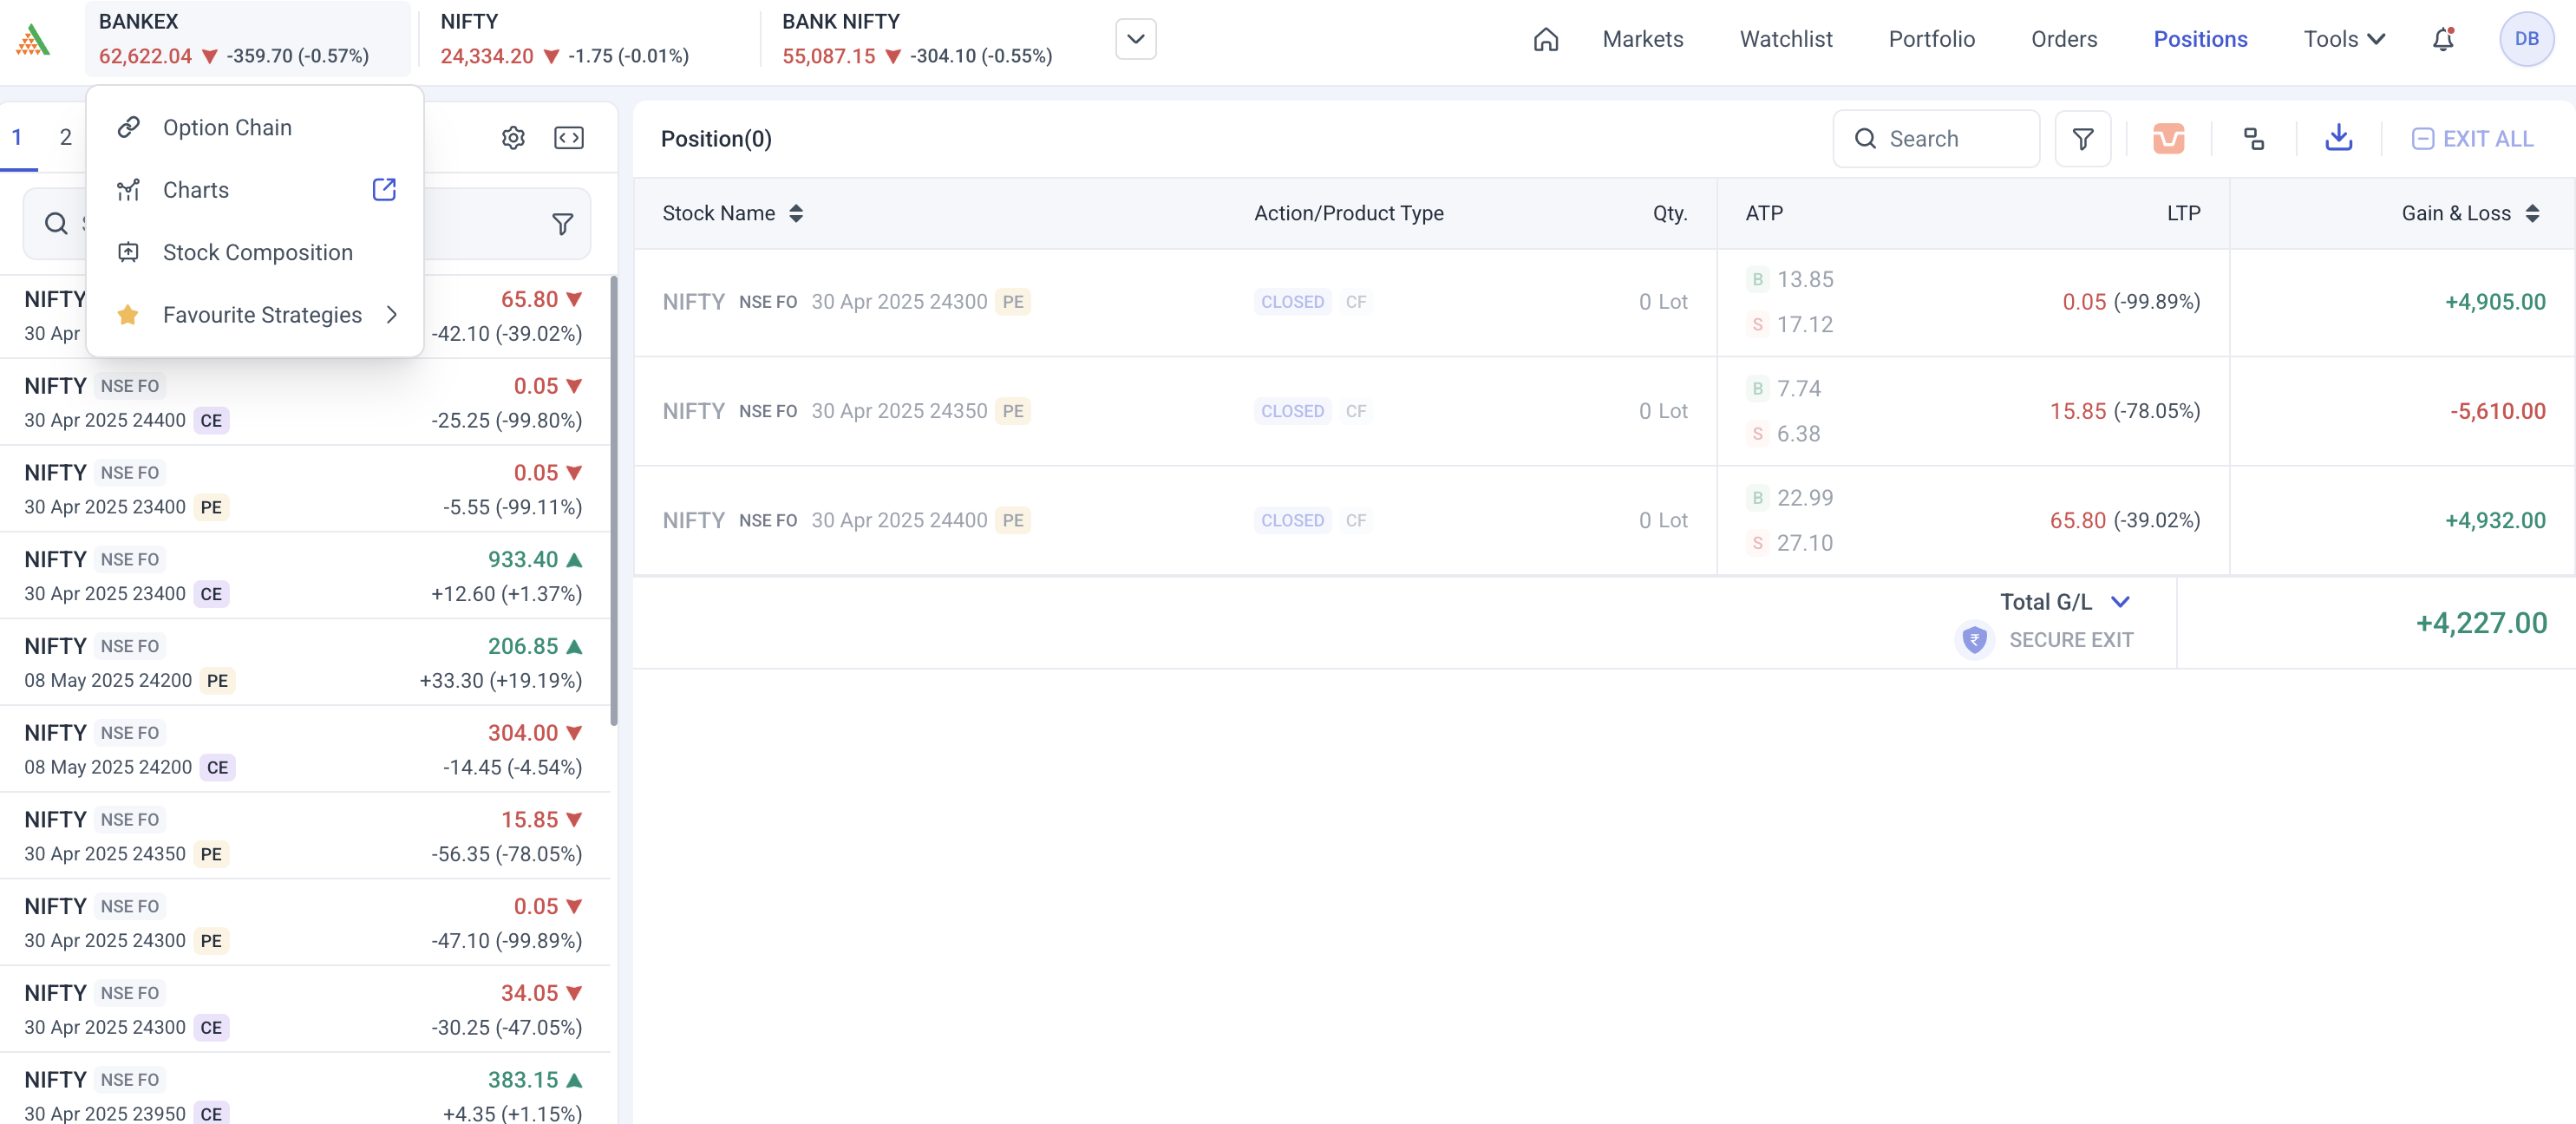 BANKEX
62,622.04 -359.70 (-0.57%)
NIFTY
24,334.20 -1.75 (-0.01%)
BANK NIFTY
55,087.15 -304.10 (-0.55%)
Markets
Watchlist
Portfolio
Orders
Positions
Tools
DB
1 2
Option Chain
Charts
Stock Composition
Favourite Strategies
NIFTY 65.80
30 Apr -42.10 (-39.02%)
NIFTY NSE FO 0.05
30 Apr 2025 24400 CE -25.25 (-99.80%)
NIFTY NSE FO 0.05
30 Apr 2025 23400 PE -5.55 (-99.11%)
NIFTY NSE FO 933.40
30 Apr 2025 23400 CE +12.60 (+1.37%)
NIFTY NSE FO 206.85
08 May 2025 24200 PE +33.30 (+19.19%)
NIFTY NSE FO 304.00
08 May 2025 24200 CE -14.45 (-4.54%)
NIFTY NSE FO 15.85
30 Apr 2025 24350 PE -56.35 (-78.05%)
NIFTY NSE FO 0.05
30 Apr 2025 24300 PE -47.10 (-99.89%)
NIFTY NSE FO 34.05
30 Apr 2025 24300 CE -30.25 (-47.05%)
NIFTY NSE FO 383.15
30 Apr 2025 23950 CE +4.35 (+1.15%)
Position(0)
Search
EXIT ALL
Stock Name Action/Product Type Qty. ATP LTP Gain & Loss
NIFTY NSE FO 30 Apr 2025 24300 PE CLOSED CF 0 Lot B 13.85 S 17.12 0.05 (-99.89%) +4,905.00
NIFTY NSE FO 30 Apr 2025 24350 PE CLOSED CF 0 Lot B 7.74 S 6.38 15.85 (-78.05%) -5,610.00
NIFTY NSE FO 30 Apr 2025 24400 PE CLOSED CF 0 Lot B 22.99 S 27.10 65.80 (-39.02%) +4,932.00
Total G/L +4,227.00
₹ SECURE EXIT